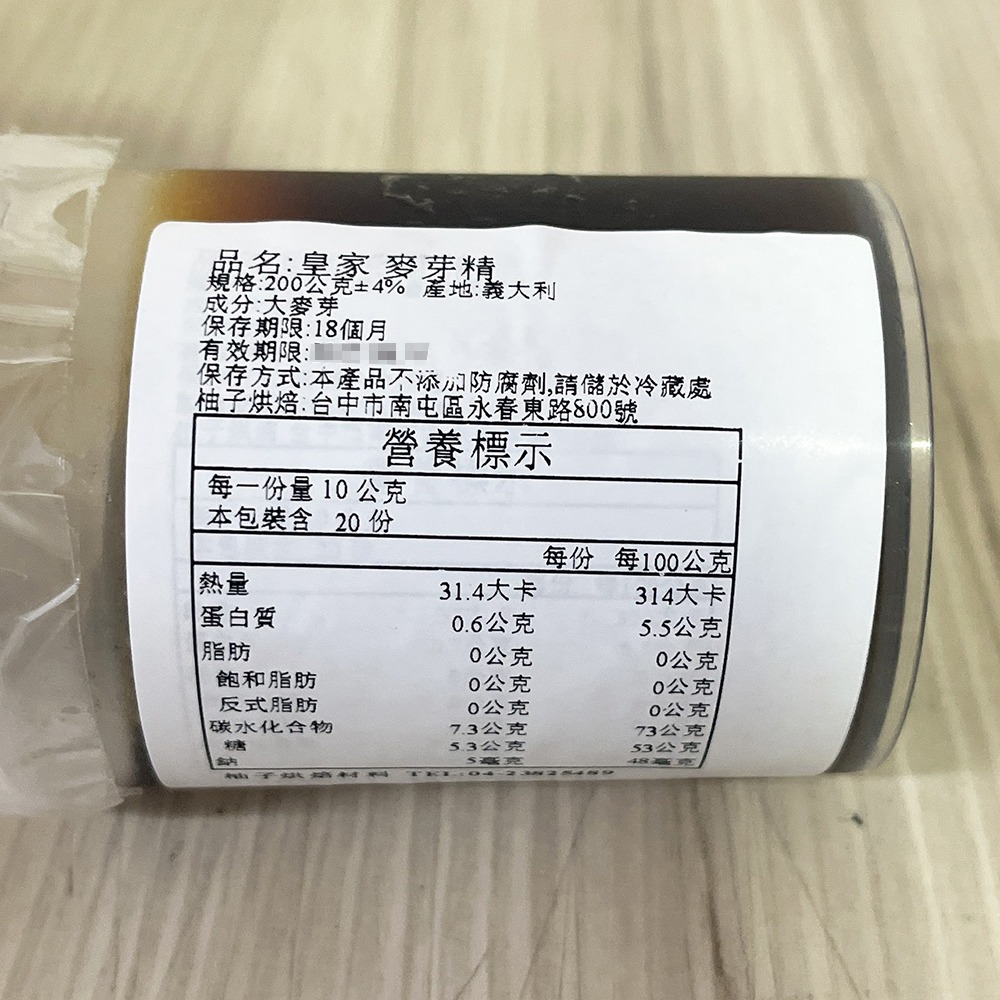 品名:皇家 麥芽精
規格:200公克±4% 產地:義大利
成分:大麥芽
保存期限:18個月
有效期限:
保存方式:本產品不添加防腐劑,請儲於冷藏處
柚子烘焙:台中市南屯區永春東路800號
營養標示
每一份量 10 公克
本包裝含 20 份
每份 每100公克
熱量 31.4大卡 314大卡
蛋白質 0.6公克 5.5公克
脂肪 0公克 0公克
飽和脂肪 0公克 0公克
反式脂肪 0公克 0公克
碳水化合物 7.3公克 73公克
糖 5.3公克 53公克
鈉 5毫克 48毫克
柚子烘焙材料 TEL:04-23825489